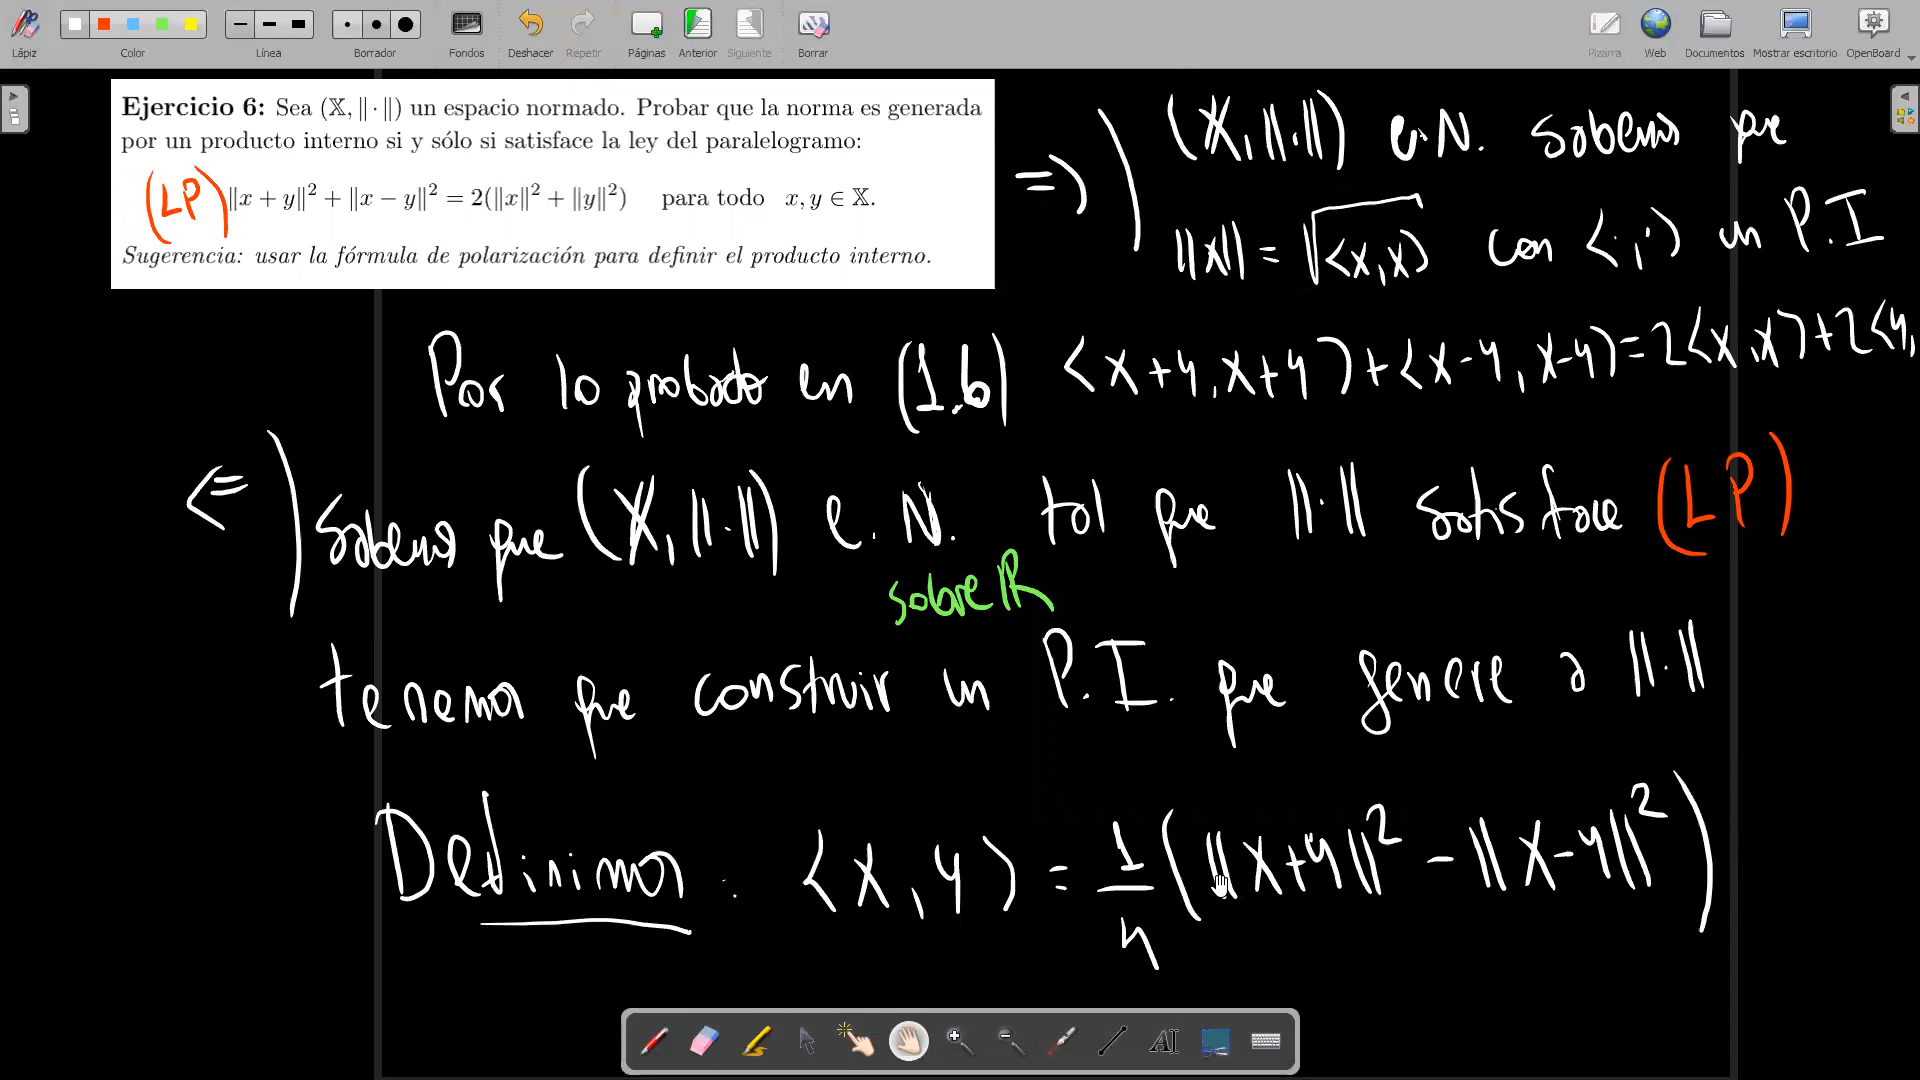 Lápiz Color Línea Borrador Fondos Deshacer Repetir Páginas Anterior Siguiente Borrar Pizarra Web Documentos Mostrar escritorio OpenBoard
Ejercicio 6: Sea (𝕏, ‖·‖) un espacio normado. Probar que la norma es generada
por un producto interno si y sólo si satisface la ley del paralelogramo:
(LP) ‖x + y‖² + ‖x − y‖² = 2(‖x‖² + ‖y‖²) para todo x, y ∈ 𝕏.
Sugerencia: usar la fórmula de polarización para definir el producto interno.
⇒) (X, ‖·‖) e.N. sabemos que
‖x‖ = √<x,x> con <·,·> un P.I
Por lo probado en (1.b) <x+y, x+y> + <x-y, x-y> = 2<x,x> + 2<y,
⇐) sabemos que (X, ‖·‖) e.N. tal que ‖·‖ satisface (LP)
sobre ℝ
tenemos que construir un P.I. que genere a ‖·‖
Definimos: <x,y> = 1/4 (‖x+y‖² - ‖x-y‖²)
AI